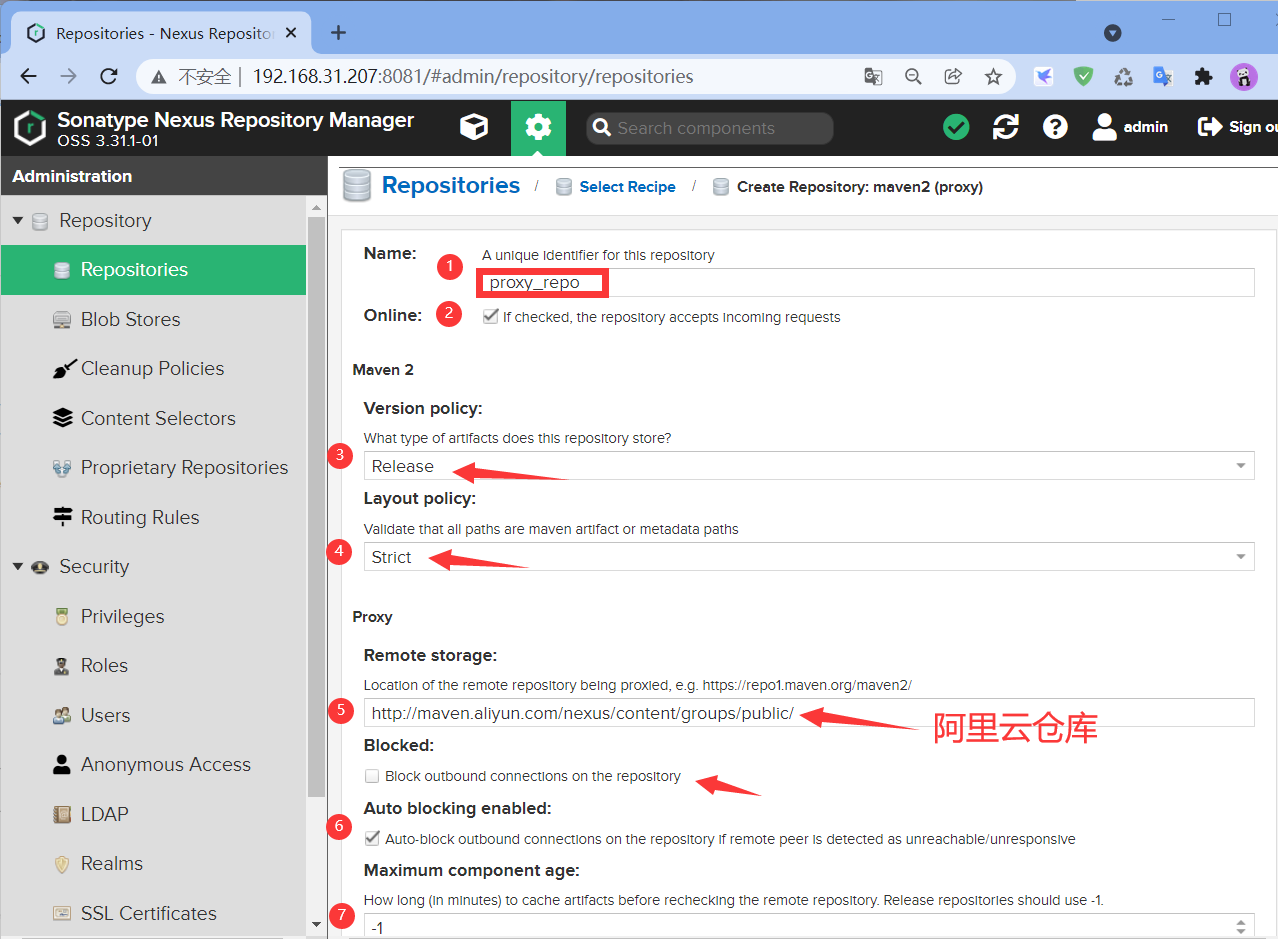 Repositories - Nexus Reposito
不安全 | 192.168.31.207:8081/#admin/repository/repositories
Sonatype Nexus Repository Manager
OSS 3.31.1-01
Search components
admin
Sign ou
Administration
Repository
Repositories
Blob Stores
Cleanup Policies
Content Selectors
Proprietary Repositories
Routing Rules
Security
Privileges
Roles
Users
Anonymous Access
LDAP
Realms
SSL Certificates
Repositories / Select Recipe / Create Repository: maven2 (proxy)
Name:
A unique identifier for this repository
1
proxy_repo
Online:
2
If checked, the repository accepts incoming requests
Maven 2
Version policy:
What type of artifacts does this repository store?
3
Release
Layout policy:
Validate that all paths are maven artifact or metadata paths
4
Strict
Proxy
Remote storage:
Location of the remote repository being proxied, e.g. https://repo1.maven.org/maven2/
5
http://maven.aliyun.com/nexus/content/groups/public/
阿里云仓库
Blocked:
Block outbound connections on the repository
Auto blocking enabled:
6
Auto-block outbound connections on the repository if remote peer is detected as unreachable/unresponsive
Maximum component age:
How long (in minutes) to cache artifacts before rechecking the remote repository. Release repositories should use -1.
7
-1